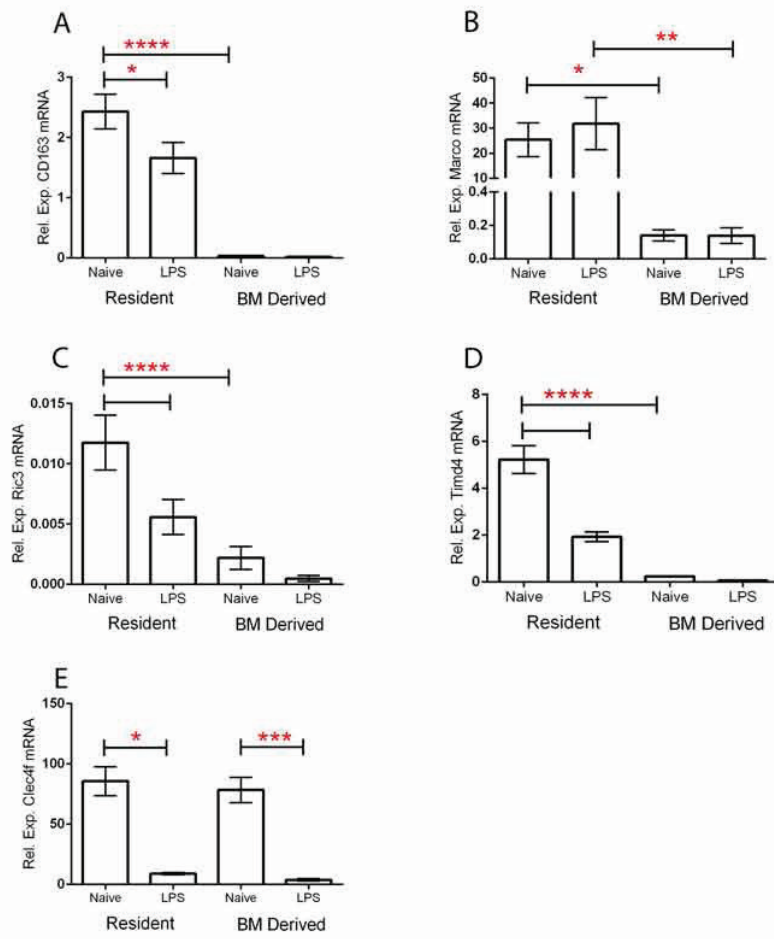 A
****
*
Rel. Exp. CD163 mRNA
3
2
1
0
Naive LPS Naive LPS
Resident BM Derived
B
**
*
Rel. Exp. Marco mRNA
50
40
30
20
10
0.4
0.2
0.0
Naive LPS Naive LPS
Resident BM Derived
C
****
Rel. Exp. Ric3 mRNA
0.015
0.010
0.005
0.000
Naive LPS Naive LPS
Resident BM Derived
D
****
Rel. Exp. Timd4 mRNA
8
6
4
2
0
Naive LPS Naive LPS
Resident BM Derived
E
* ***
Rel. Exp. Clec4f mRNA
150
100
50
0
Naive LPS Naive LPS
Resident BM Derived